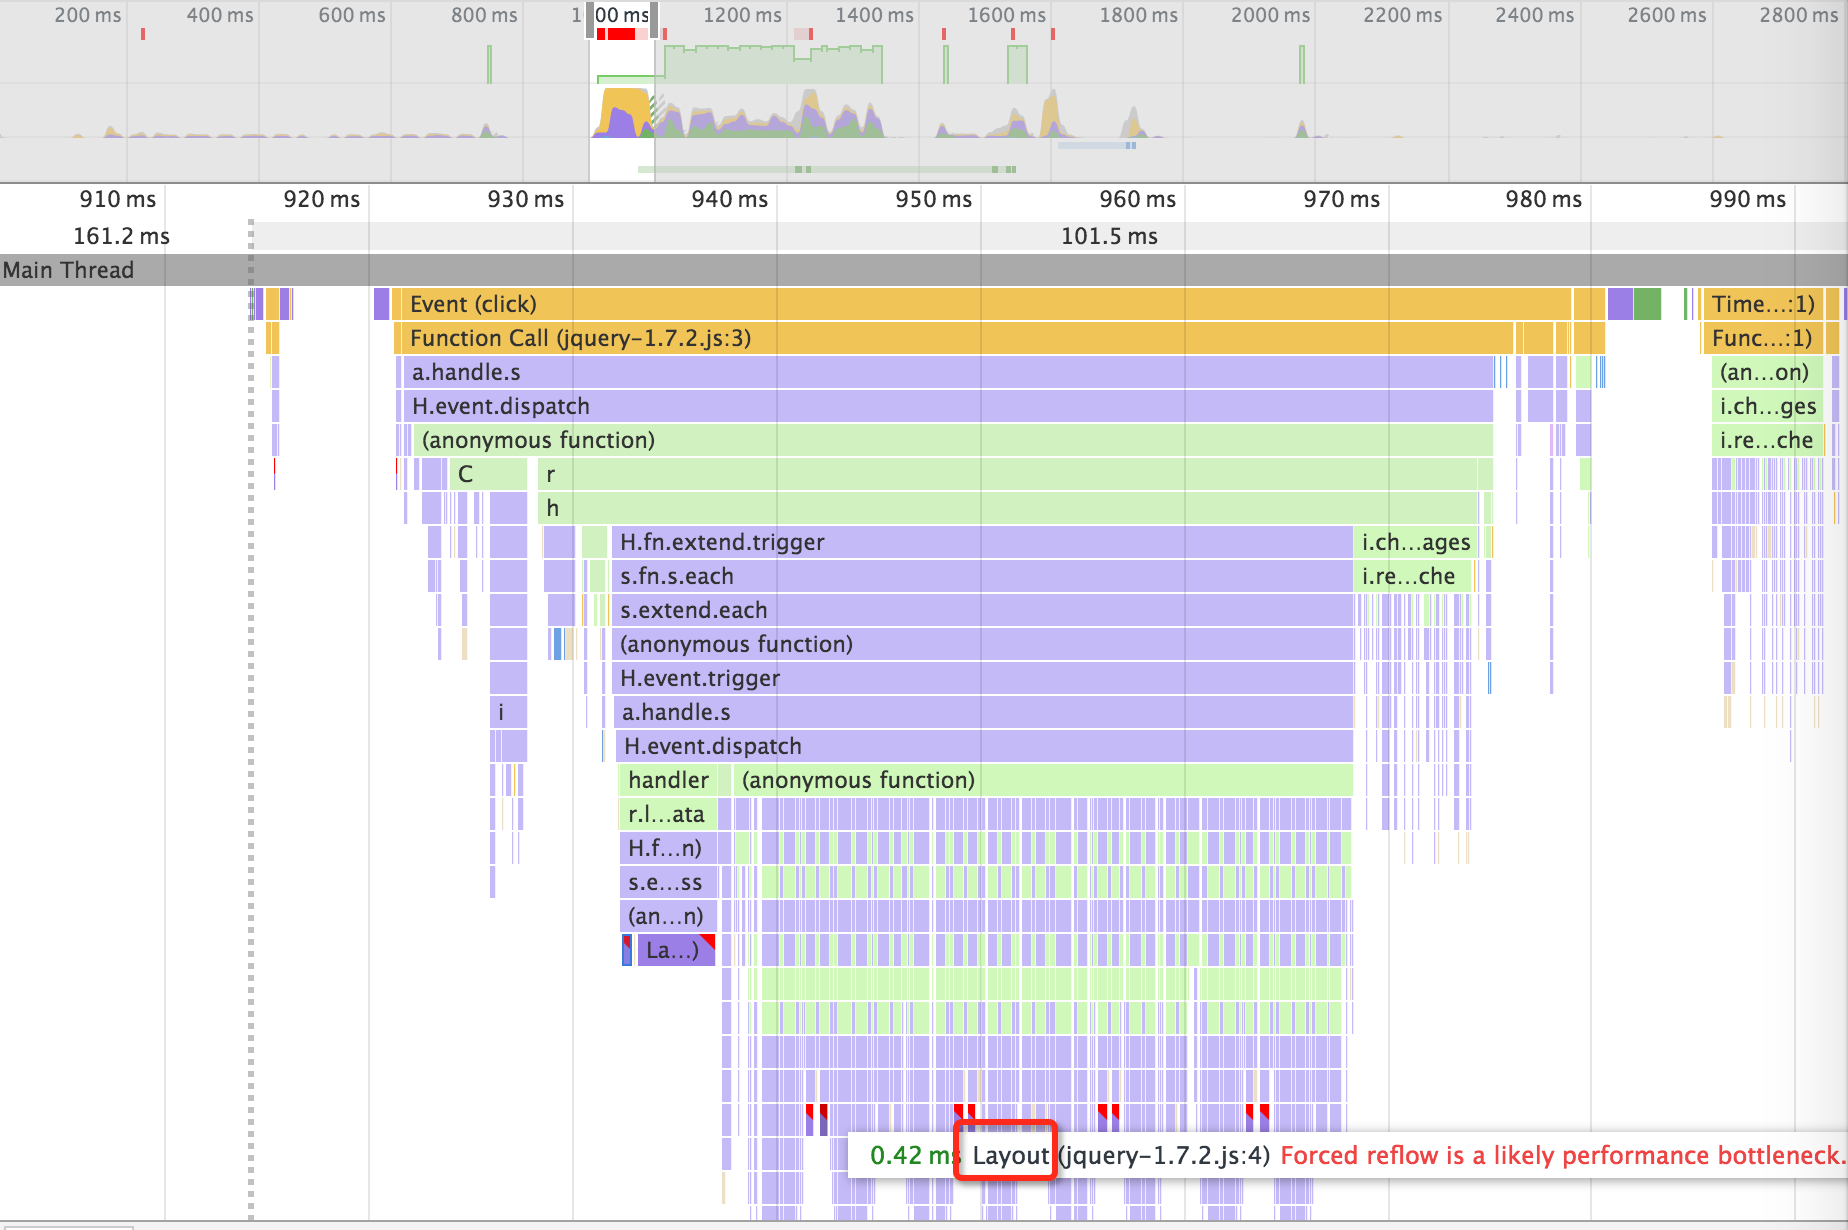 200 ms 400 ms 600 ms 800 ms 1000 ms 1200 ms 1400 ms 1600 ms 1800 ms 2000 ms 2200 ms 2400 ms 2600 ms 2800 ms
910 ms 920 ms 930 ms 940 ms 950 ms 960 ms 970 ms 980 ms 990 ms
161.2 ms 101.5 ms
Main Thread
Event (click) Time...:1)
Function Call (jquery-1.7.2.js:3) Func...:1)
a.handle.s (an...on)
H.event.dispatch i.ch...ges
(anonymous function) i.re...che
C r
h
H.fn.extend.trigger i.ch...ages
s.fn.s.each i.re...che
s.extend.each
(anonymous function)
H.event.trigger
i a.handle.s
H.event.dispatch
handler (anonymous function)
r.l...ata
H.f...n)
s.e...ss
(an...n)
La...)
0.42 ms Layout (jquery-1.7.2.js:4) Forced reflow is a likely performance bottleneck.